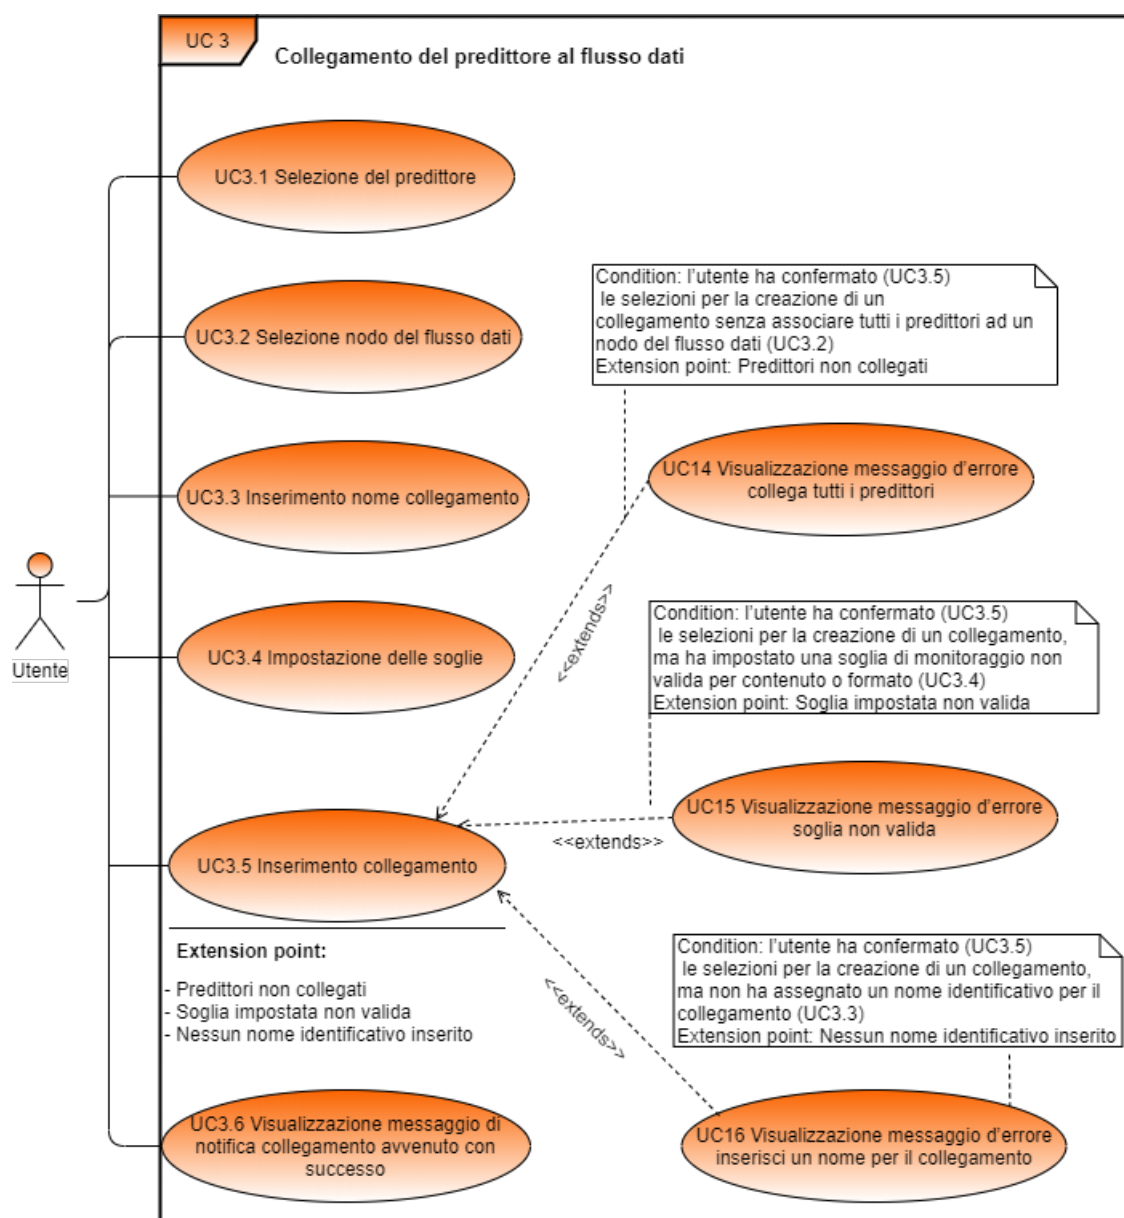 UC 3
Collegamento del predittore al flusso dati
UC3.1 Selezione del predittore
Condition: l'utente ha confermato (UC3.5)
le selezioni per la creazione di un
collegamento senza associare tutti i predittori ad un
nodo del flusso dati (UC3.2)
Extension point: Predittori non collegati
UC3.2 Selezione nodo del flusso dati
UC14 Visualizzazione messaggio d'errore
collega tutti i predittori
UC3.3 Inserimento nome collegamento
<<extends>>
Utente
Condition: l'utente ha confermato (UC3.5)
le selezioni per la creazione di un collegamento,
ma ha impostato una soglia di monitoraggio non
valida per contenuto o formato (UC3.4)
Extension point: Soglia impostata non valida
UC3.4 Impostazione delle soglie
UC15 Visualizzazione messaggio d'errore
soglia non valida
<<extends>>
UC3.5 Inserimento collegamento
Extension point:
- Predittori non collegati
- Soglia impostata non valida
- Nessun nome identificativo inserito
<<extends>>
Condition: l'utente ha confermato (UC3.5)
le selezioni per la creazione di un collegamento,
ma non ha assegnato un nome identificativo per il
collegamento (UC3.3)
Extension point: Nessun nome identificativo inserito
UC3.6 Visualizzazione messaggio di
notifica collegamento avvenuto con
successo
UC16 Visualizzazione messaggio d'errore
inserisci un nome per il collegamento